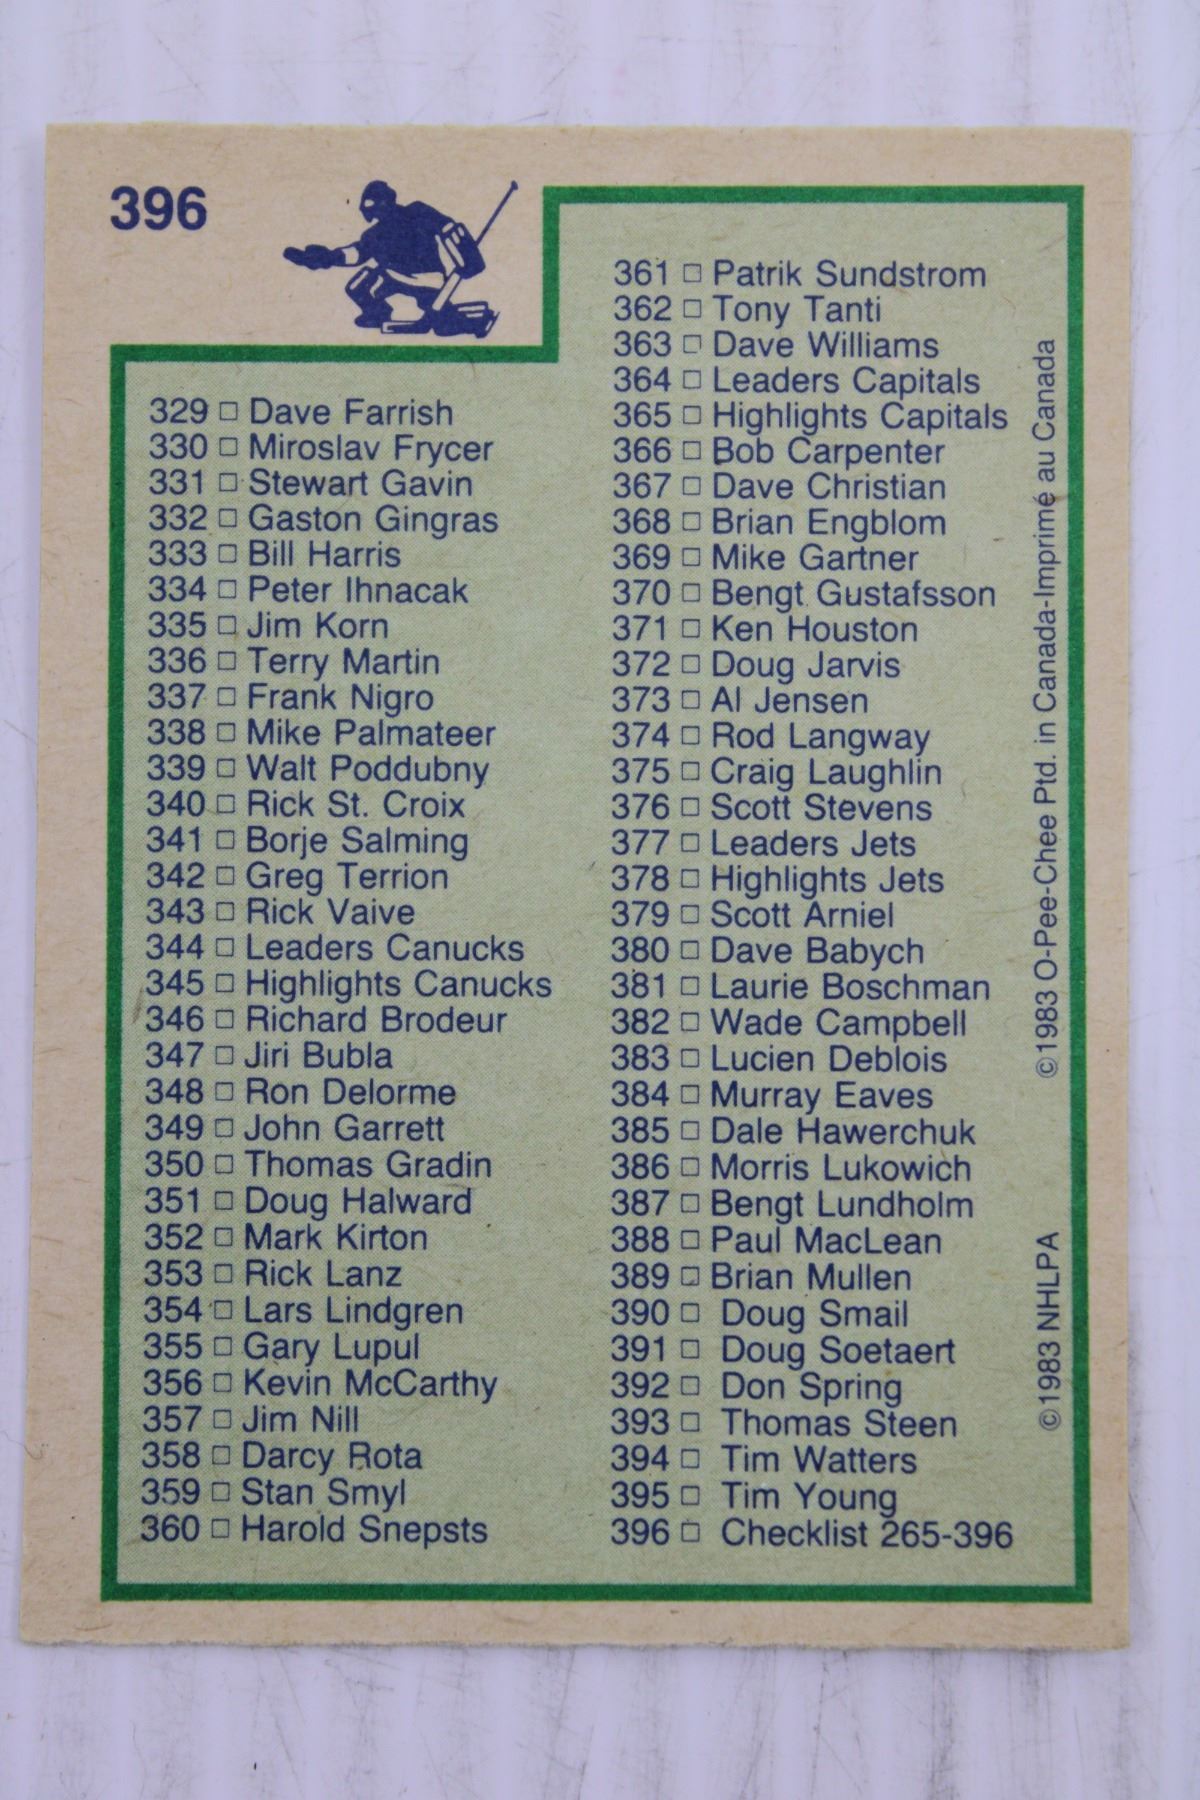 396
329 □ Dave Farrish
330 □ Miroslav Frycer
331 □ Stewart Gavin
332 □ Gaston Gingras
333 □ Bill Harris
334 □ Peter Ihnacak
335 □ Jim Korn
336 □ Terry Martin
337 □ Frank Nigro
338 □ Mike Palmateer
339 □ Walt Poddubny
340 □ Rick St. Croix
341 □ Borje Salming
342 □ Greg Terrion
343 □ Rick Vaive
344 □ Leaders Canucks
345 □ Highlights Canucks
346 □ Richard Brodeur
347 □ Jiri Bubla
348 □ Ron Delorme
349 □ John Garrett
350 □ Thomas Gradin
351 □ Doug Halward
352 □ Mark Kirton
353 □ Rick Lanz
354 □ Lars Lindgren
355 □ Gary Lupul
356 □ Kevin McCarthy
357 □ Jim Nill
358 □ Darcy Rota
359 □ Stan Smyl
360 □ Harold Snepsts
361 □ Patrik Sundstrom
362 □ Tony Tanti
363 □ Dave Williams
364 □ Leaders Capitals
365 □ Highlights Capitals
366 □ Bob Carpenter
367 □ Dave Christian
368 □ Brian Engblom
369 □ Mike Gartner
370 □ Bengt Gustafsson
371 □ Ken Houston
372 □ Doug Jarvis
373 □ Al Jensen
374 □ Rod Langway
375 □ Craig Laughlin
376 □ Scott Stevens
377 □ Leaders Jets
378 □ Highlights Jets
379 □ Scott Arniel
380 □ Dave Babych
381 □ Laurie Boschman
382 □ Wade Campbell
383 □ Lucien Deblois
384 □ Murray Eaves
385 □ Dale Hawerchuk
386 □ Morris Lukowich
387 □ Bengt Lundholm
388 □ Paul MacLean
389 □ Brian Mullen
390 □ Doug Smail
391 □ Doug Soetaert
392 □ Don Spring
393 □ Thomas Steen
394 □ Tim Watters
395 □ Tim Young
396 □ Checklist 265-396
©1983 NHLPA ©1983 O-Pee-Chee Ptd. in Canada-Imprimé au Canada